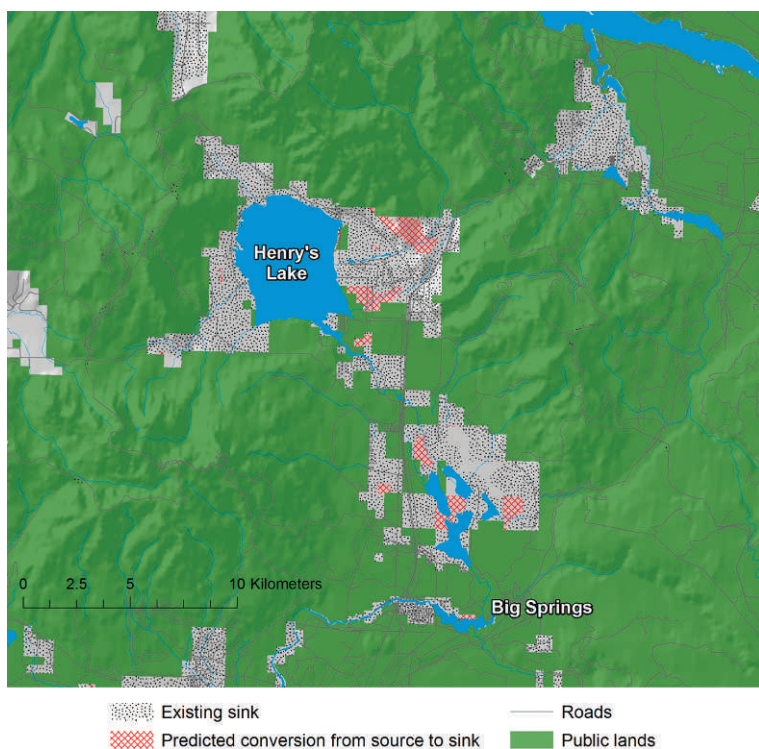 Henry's
Lake
0 2.5 5 10 Kilometers
Big Springs
Existing sink
Roads
Predicted conversion from source to sink
Public lands